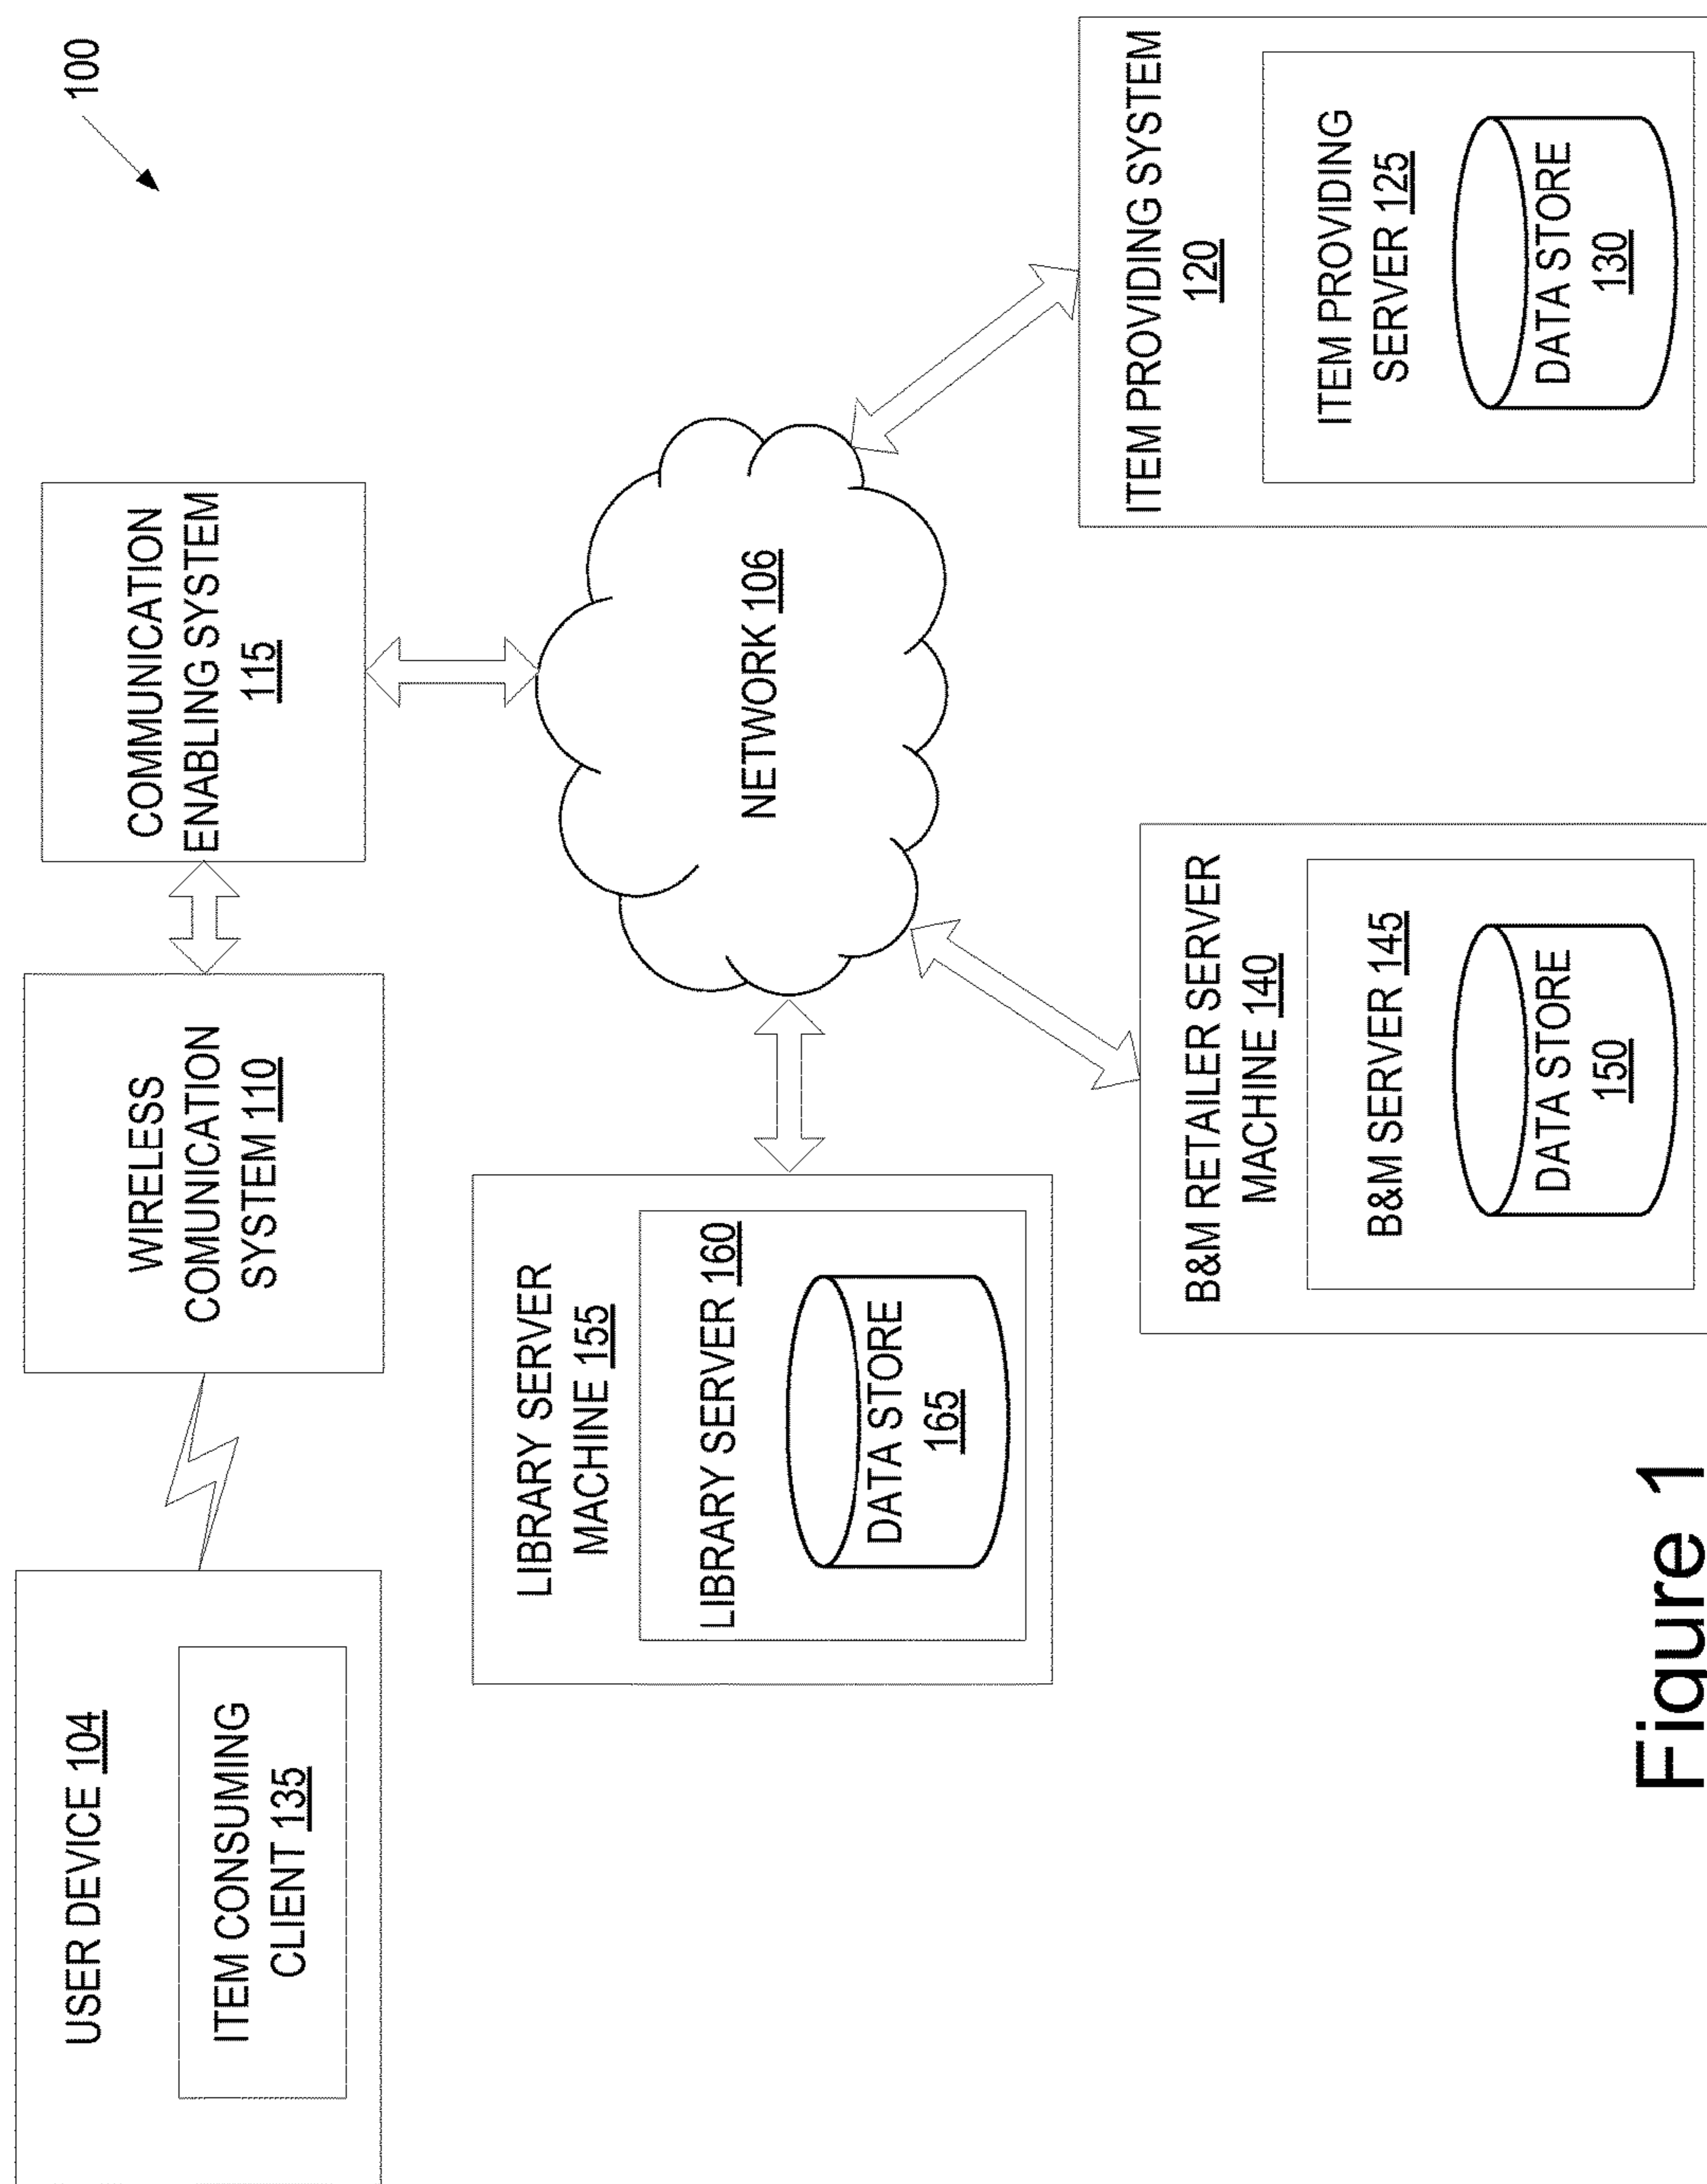 100
USER DEVICE 104
ITEM CONSUMING
CLIENT 135
WIRELESS
COMUNICATION
SYSTEM 110
COMMUNICATION
ENABLING SYSTEM
115
LIBRARY SERVER
MACHINE 155
LIBRARY SERVER 160
DATA STORE
165
NETWORK 106
B&M RETAILER SERVER
MACHINE 140
B&M SERVER 145
DATA STORE
150
ITEM PROVIDING SYSTEM
120
ITEM PROVIDING
SERVER 125
DATA STORE
130
Figure 1